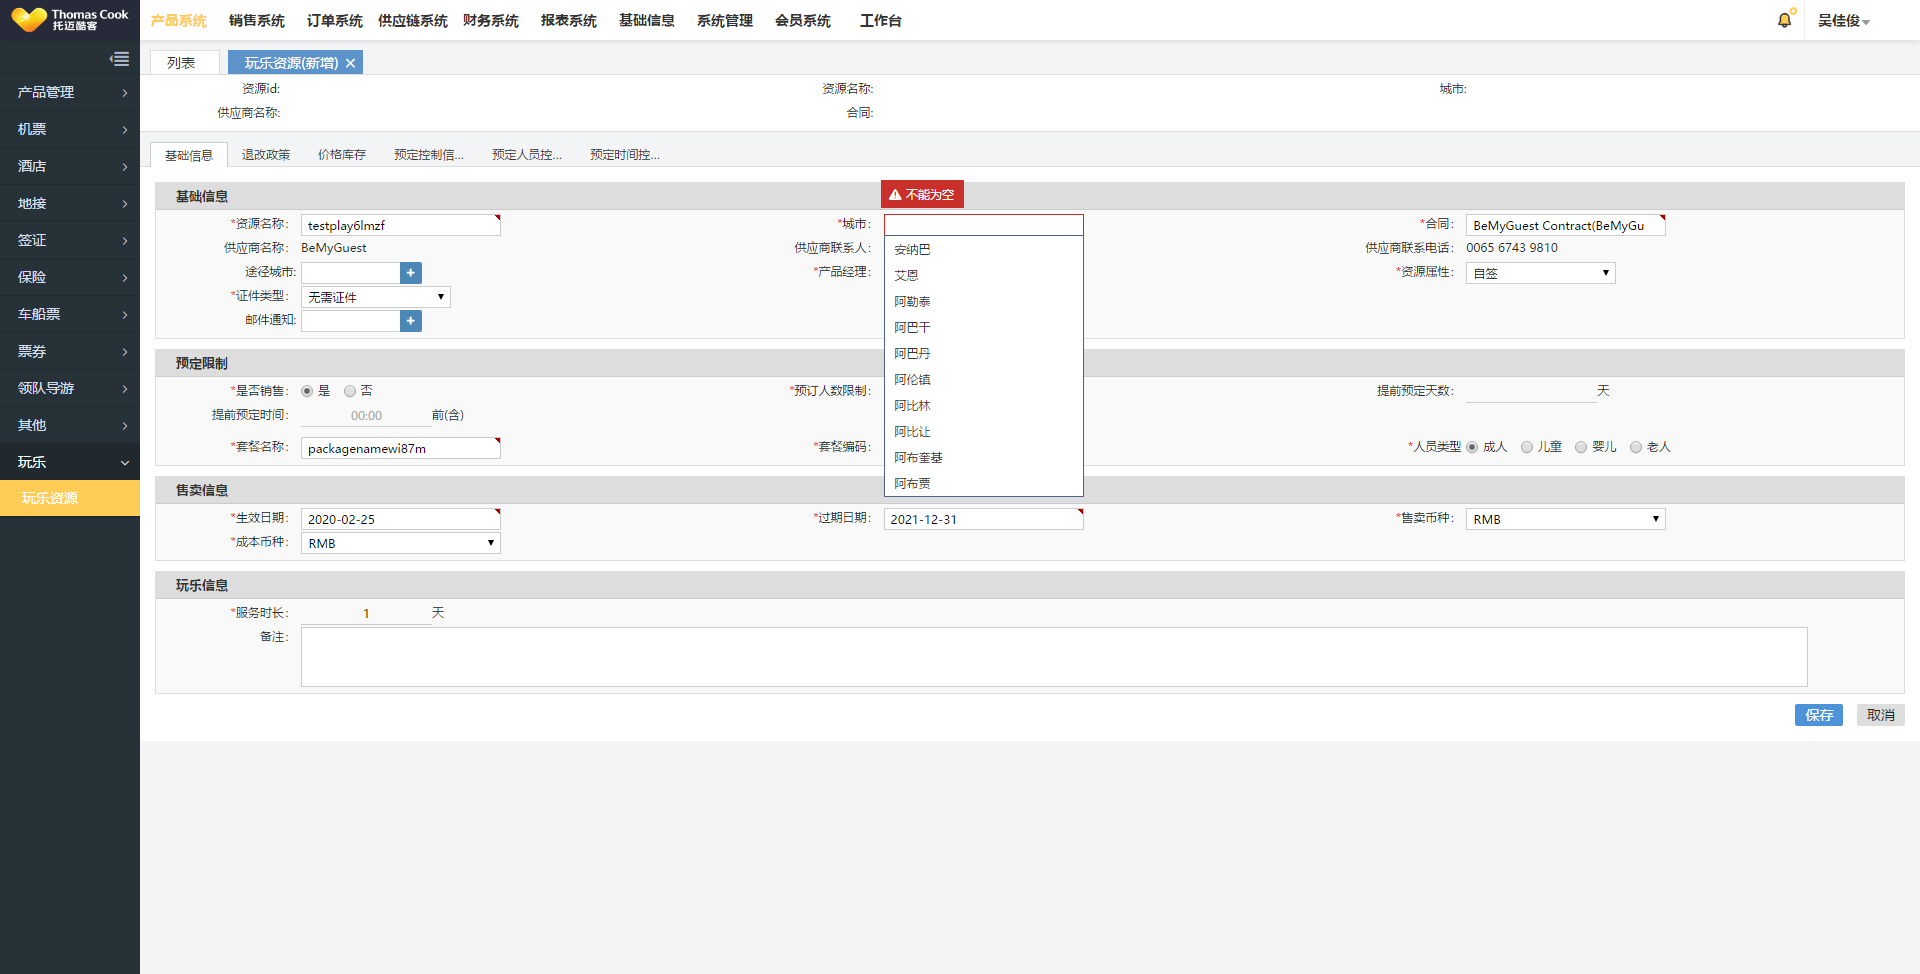 Thomas Cook
托迈酷客
产品系统 销售系统 订单系统 供应链系统 财务系统 报表系统 基础信息 系统管理 会员系统 工作台 吴佳俊
产品管理
机票
酒店
地接
签证
保险
车船票
票券
领队导游
其他
玩乐
玩乐资源
列表 玩乐资源(新增)
资源id: 资源名称: 城市:
供应商名称: 合同:
基础信息 退改政策 价格库存 预定控制信... 预定人员控... 预定时间控...
基础信息 不能为空
*资源名称: testplay6lmzf *城市: *合同: BeMyGuest Contract(BeMyGu
供应商名称: BeMyGuest 供应商联系人: 供应商联系电话: 0065 6743 9810
途径城市: *产品经理: *资源属性: 自签
*证件类型: 无需证件
邮件通知:
安纳巴
艾恩
阿勒泰
阿巴干
阿巴丹
阿伦镇
阿比林
阿比让
阿布奎基
阿布贾
预定限制
*是否销售: 是 否 *预订人数限制: 提前预定天数: 天
提前预定时间: 00:00 前(含)
*套餐名称: packagenamewi87m *套餐编码: *人员类型 成人 儿童 婴儿 老人
售卖信息
*生效日期: 2020-02-25 *过期日期: 2021-12-31 *售卖币种: RMB
*成本币种: RMB
玩乐信息
*服务时长: 1 天
备注:
保存 取消